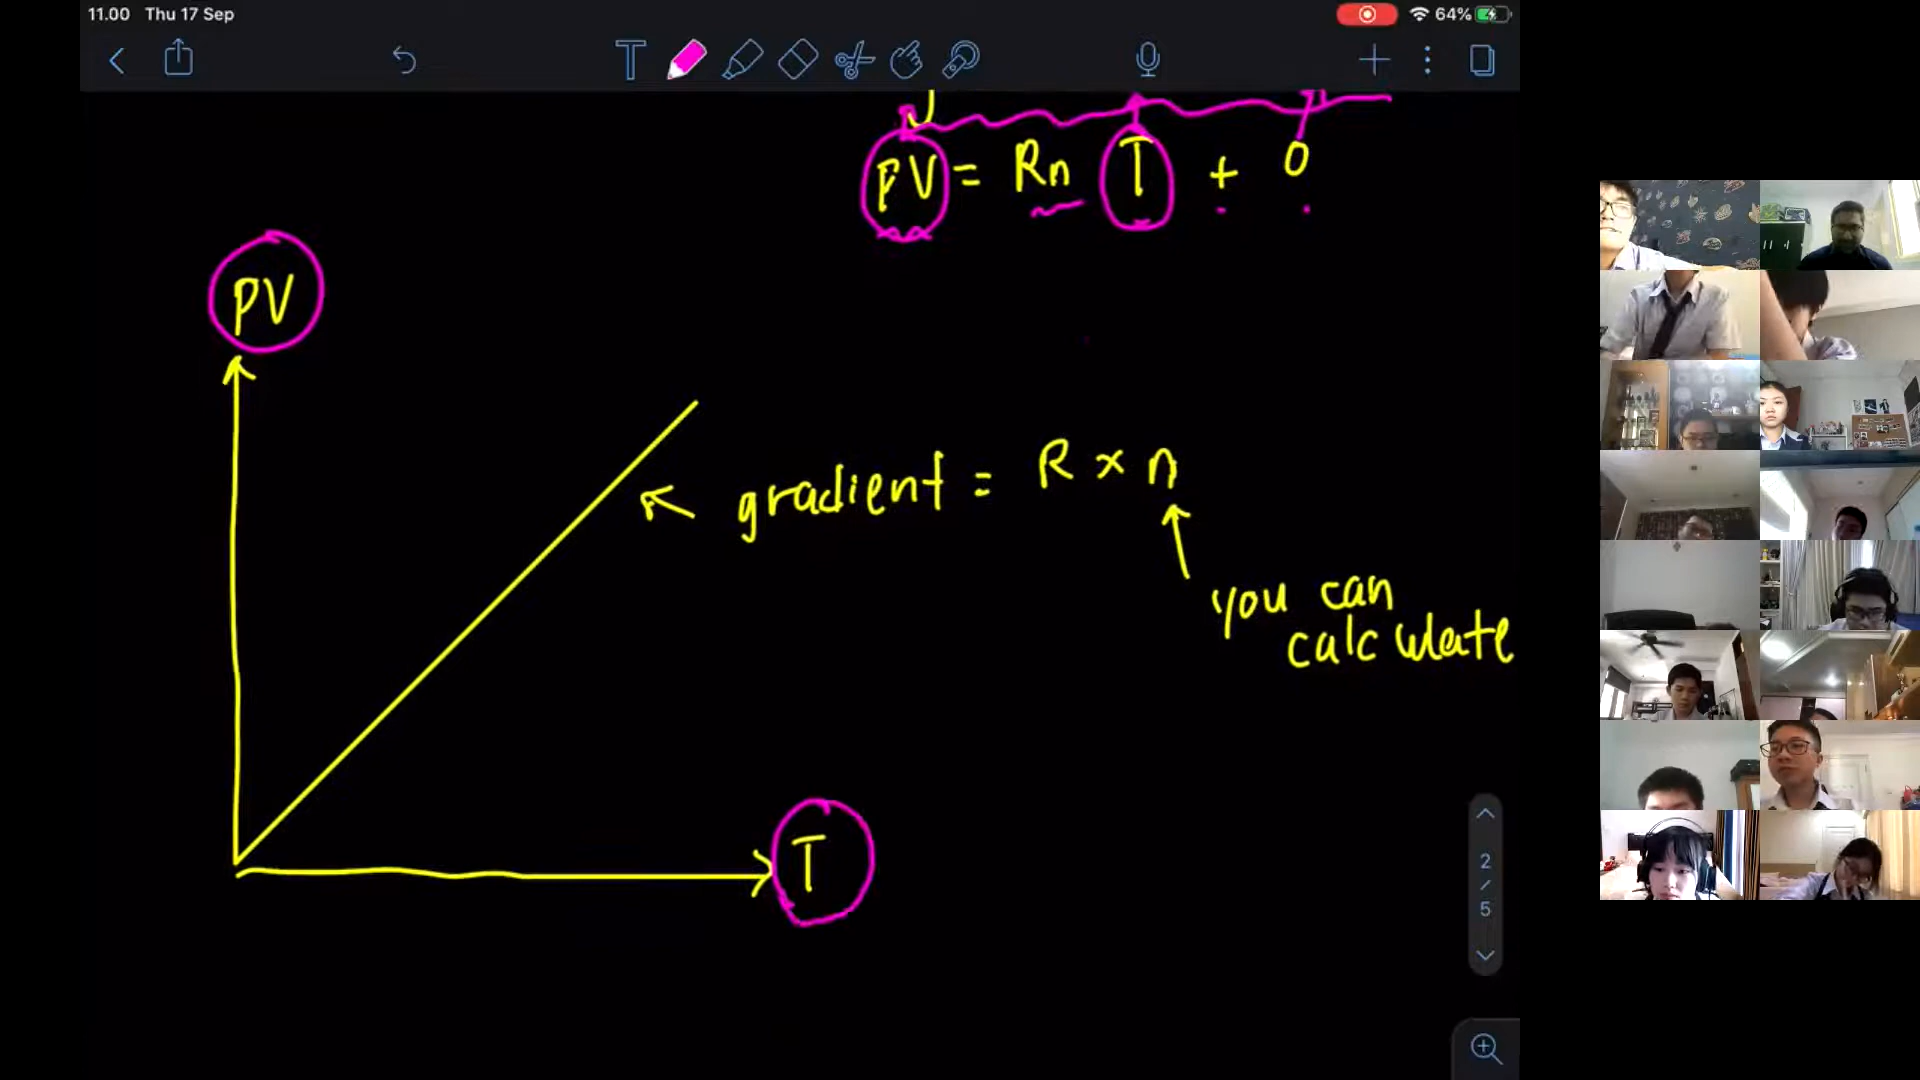 11.00 Thu 17 Sep
64%
T
PV = Rn T + 0
PV
gradient = R × n
you can
calculate
T
2
/
5